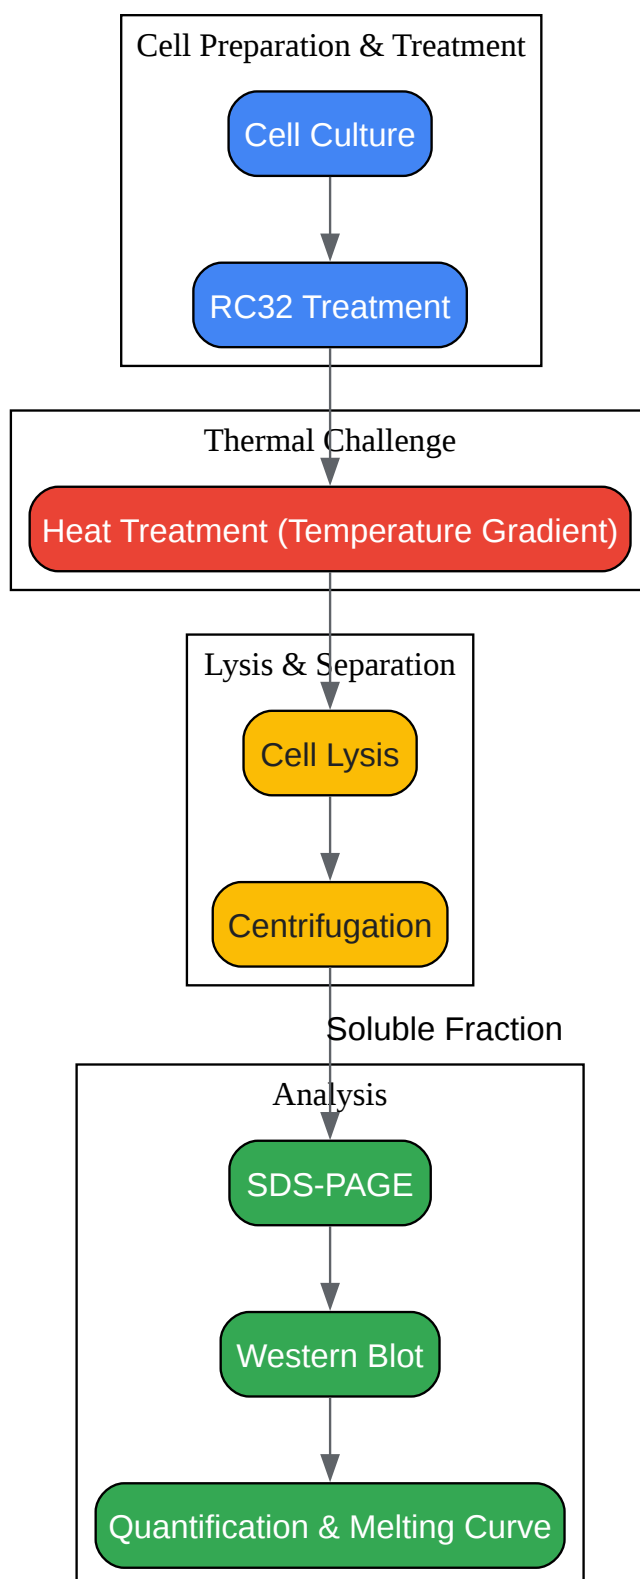 Cell Preparation & Treatment
Cell Culture
RC32 Treatment
Thermal Challenge
Heat Treatment (Temperature Gradient)
Lysis & Separation
Cell Lysis
Centrifugation
Soluble Fraction
Analysis
SDS-PAGE
Western Blot
Quantification & Melting Curve